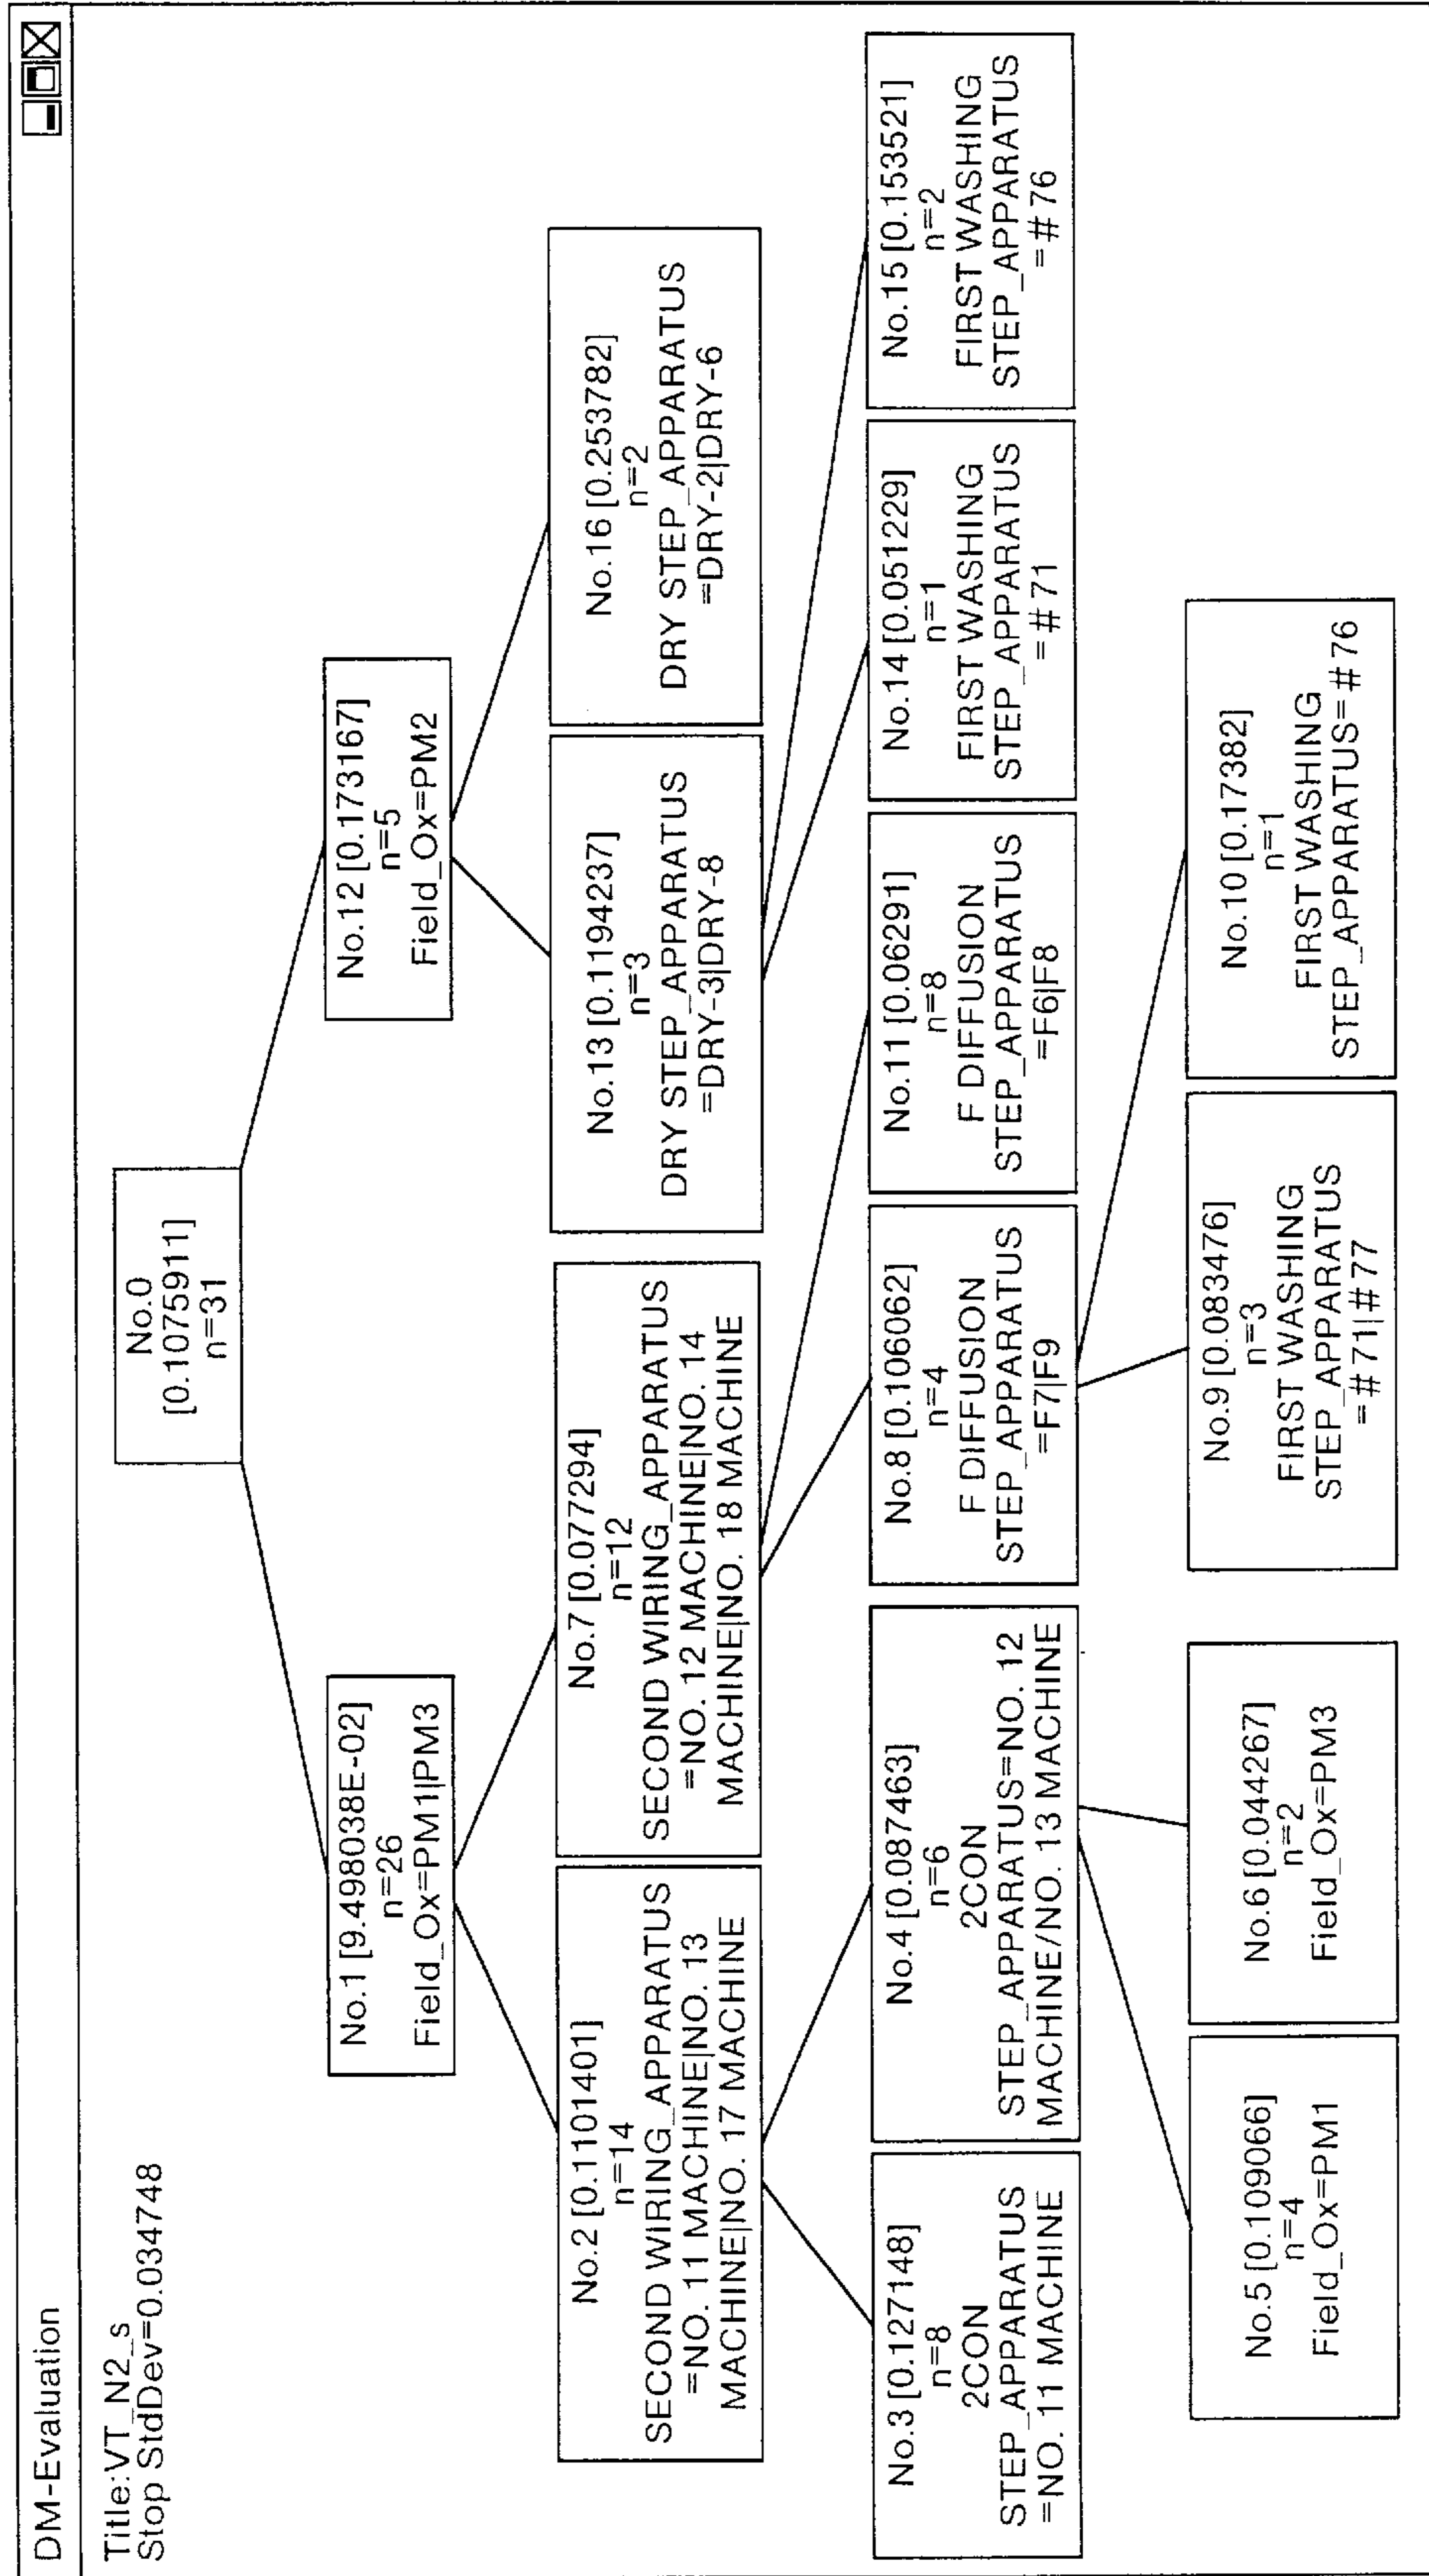 DM-Evaluation
Title:VT_N2_s
Stop StdDev=0.034748
No.0
[0.1075911]
n=31
No.1 [9.498038E-02]
n=26
Field_Ox=PM1|PM3
No.12 [0.173167]
n=5
Field_Ox=PM2
No.2 [0.1101401]
n=14
SECOND WIRING_APPARATUS
=NO. 11 MACHINE|NO. 13
MACHINE|NO. 17 MACHINE
No.7 [0.077294]
n=12
SECOND WIRING_APPARATUS
=NO. 12 MACHINE|NO. 14
MACHINE|NO. 18 MACHINE
No.13 [0.1194237]
n=3
DRY STEP_APPARATUS
=DRY-3|DRY-8
No.16 [0.253782]
n=2
DRY STEP_APPARATUS
=DRY-2|DRY-6
No.3 [0.127148]
n=8
2CON
STEP_APPARATUS
=NO. 11 MACHINE
No.4 [0.087463]
n=6
2CON
STEP_APPARATUS=NO. 12
MACHINE/NO. 13 MACHINE
No.8 [0.106062]
n=4
F DIFFUSION
STEP_APPARATUS
=F7|F9
No.11 [0.06291]
n=8
F DIFFUSION
STEP_APPARATUS
=F6|F8
No.14 [0.051229]
n=1
FIRST WASHING
STEP_APPARATUS
=#71
No.15 [0.153521]
n=2
FIRST WASHING
STEP_APPARATUS
=#76
No.5 [0.109066]
n=4
Field_Ox=PM1
No.6 [0.044267]
n=2
Field_Ox=PM3
No.9 [0.083476]
n=3
FIRST WASHING
STEP_APPARATUS
=#71|#77
No.10 [0.17382]
n=1
FIRST WASHING
STEP_APPARATUS=#76